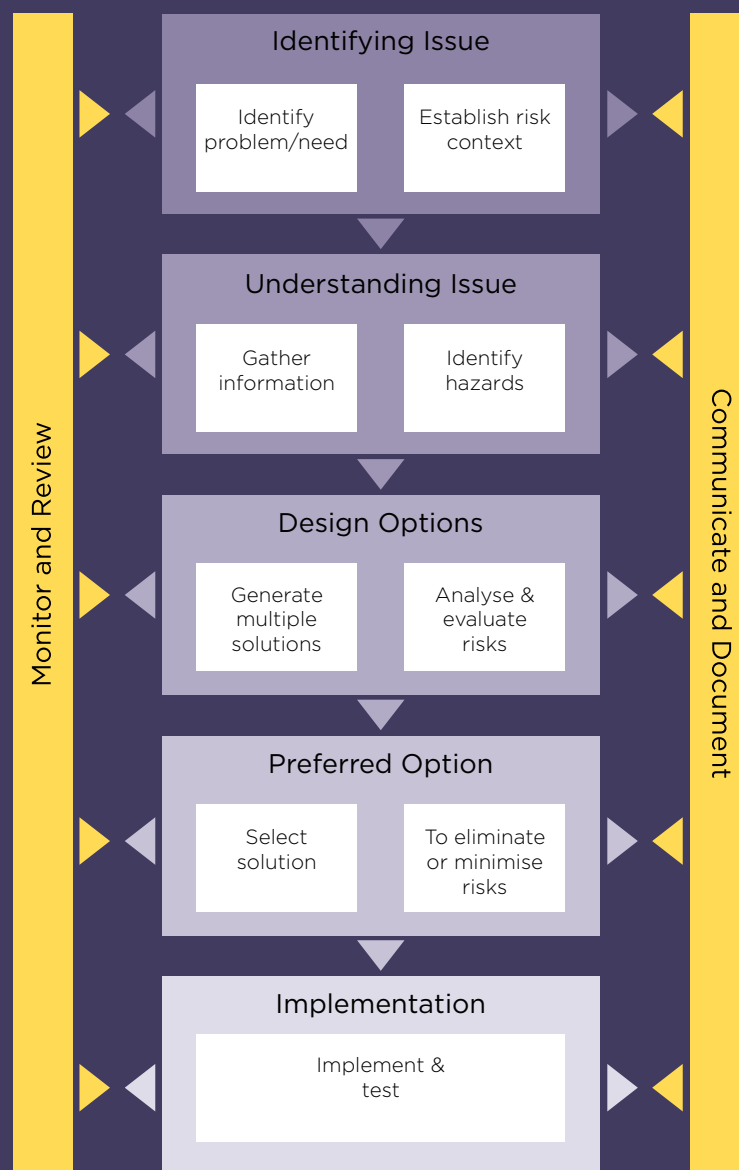 Identifying Issue
Identify
problem/need
Establish risk
context
Understanding Issue
Gather
information
Identify
hazards
Design Options
Generate
multiple
solutions
Analyse &
evaluate
risks
Preferred Option
Select
solution
To eliminate
or minimise
risks
Implementation
Implement &
test
Monitor and Review
Communicate and Document